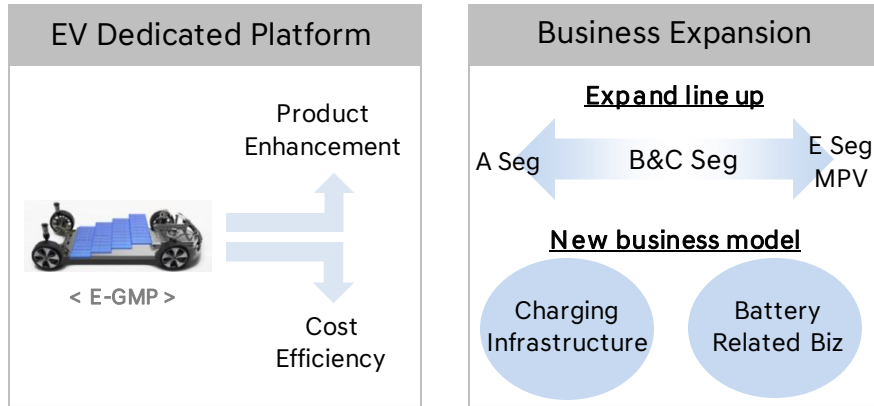 EV Dedicated Platform
Product
Enhancement
< E-GMP >
Cost
Efficiency
Business Expansion
Expand line up
A Seg
B&C Seg
E Seg
MPV
New business model
Charging
Infrastructure
Battery
Related Biz